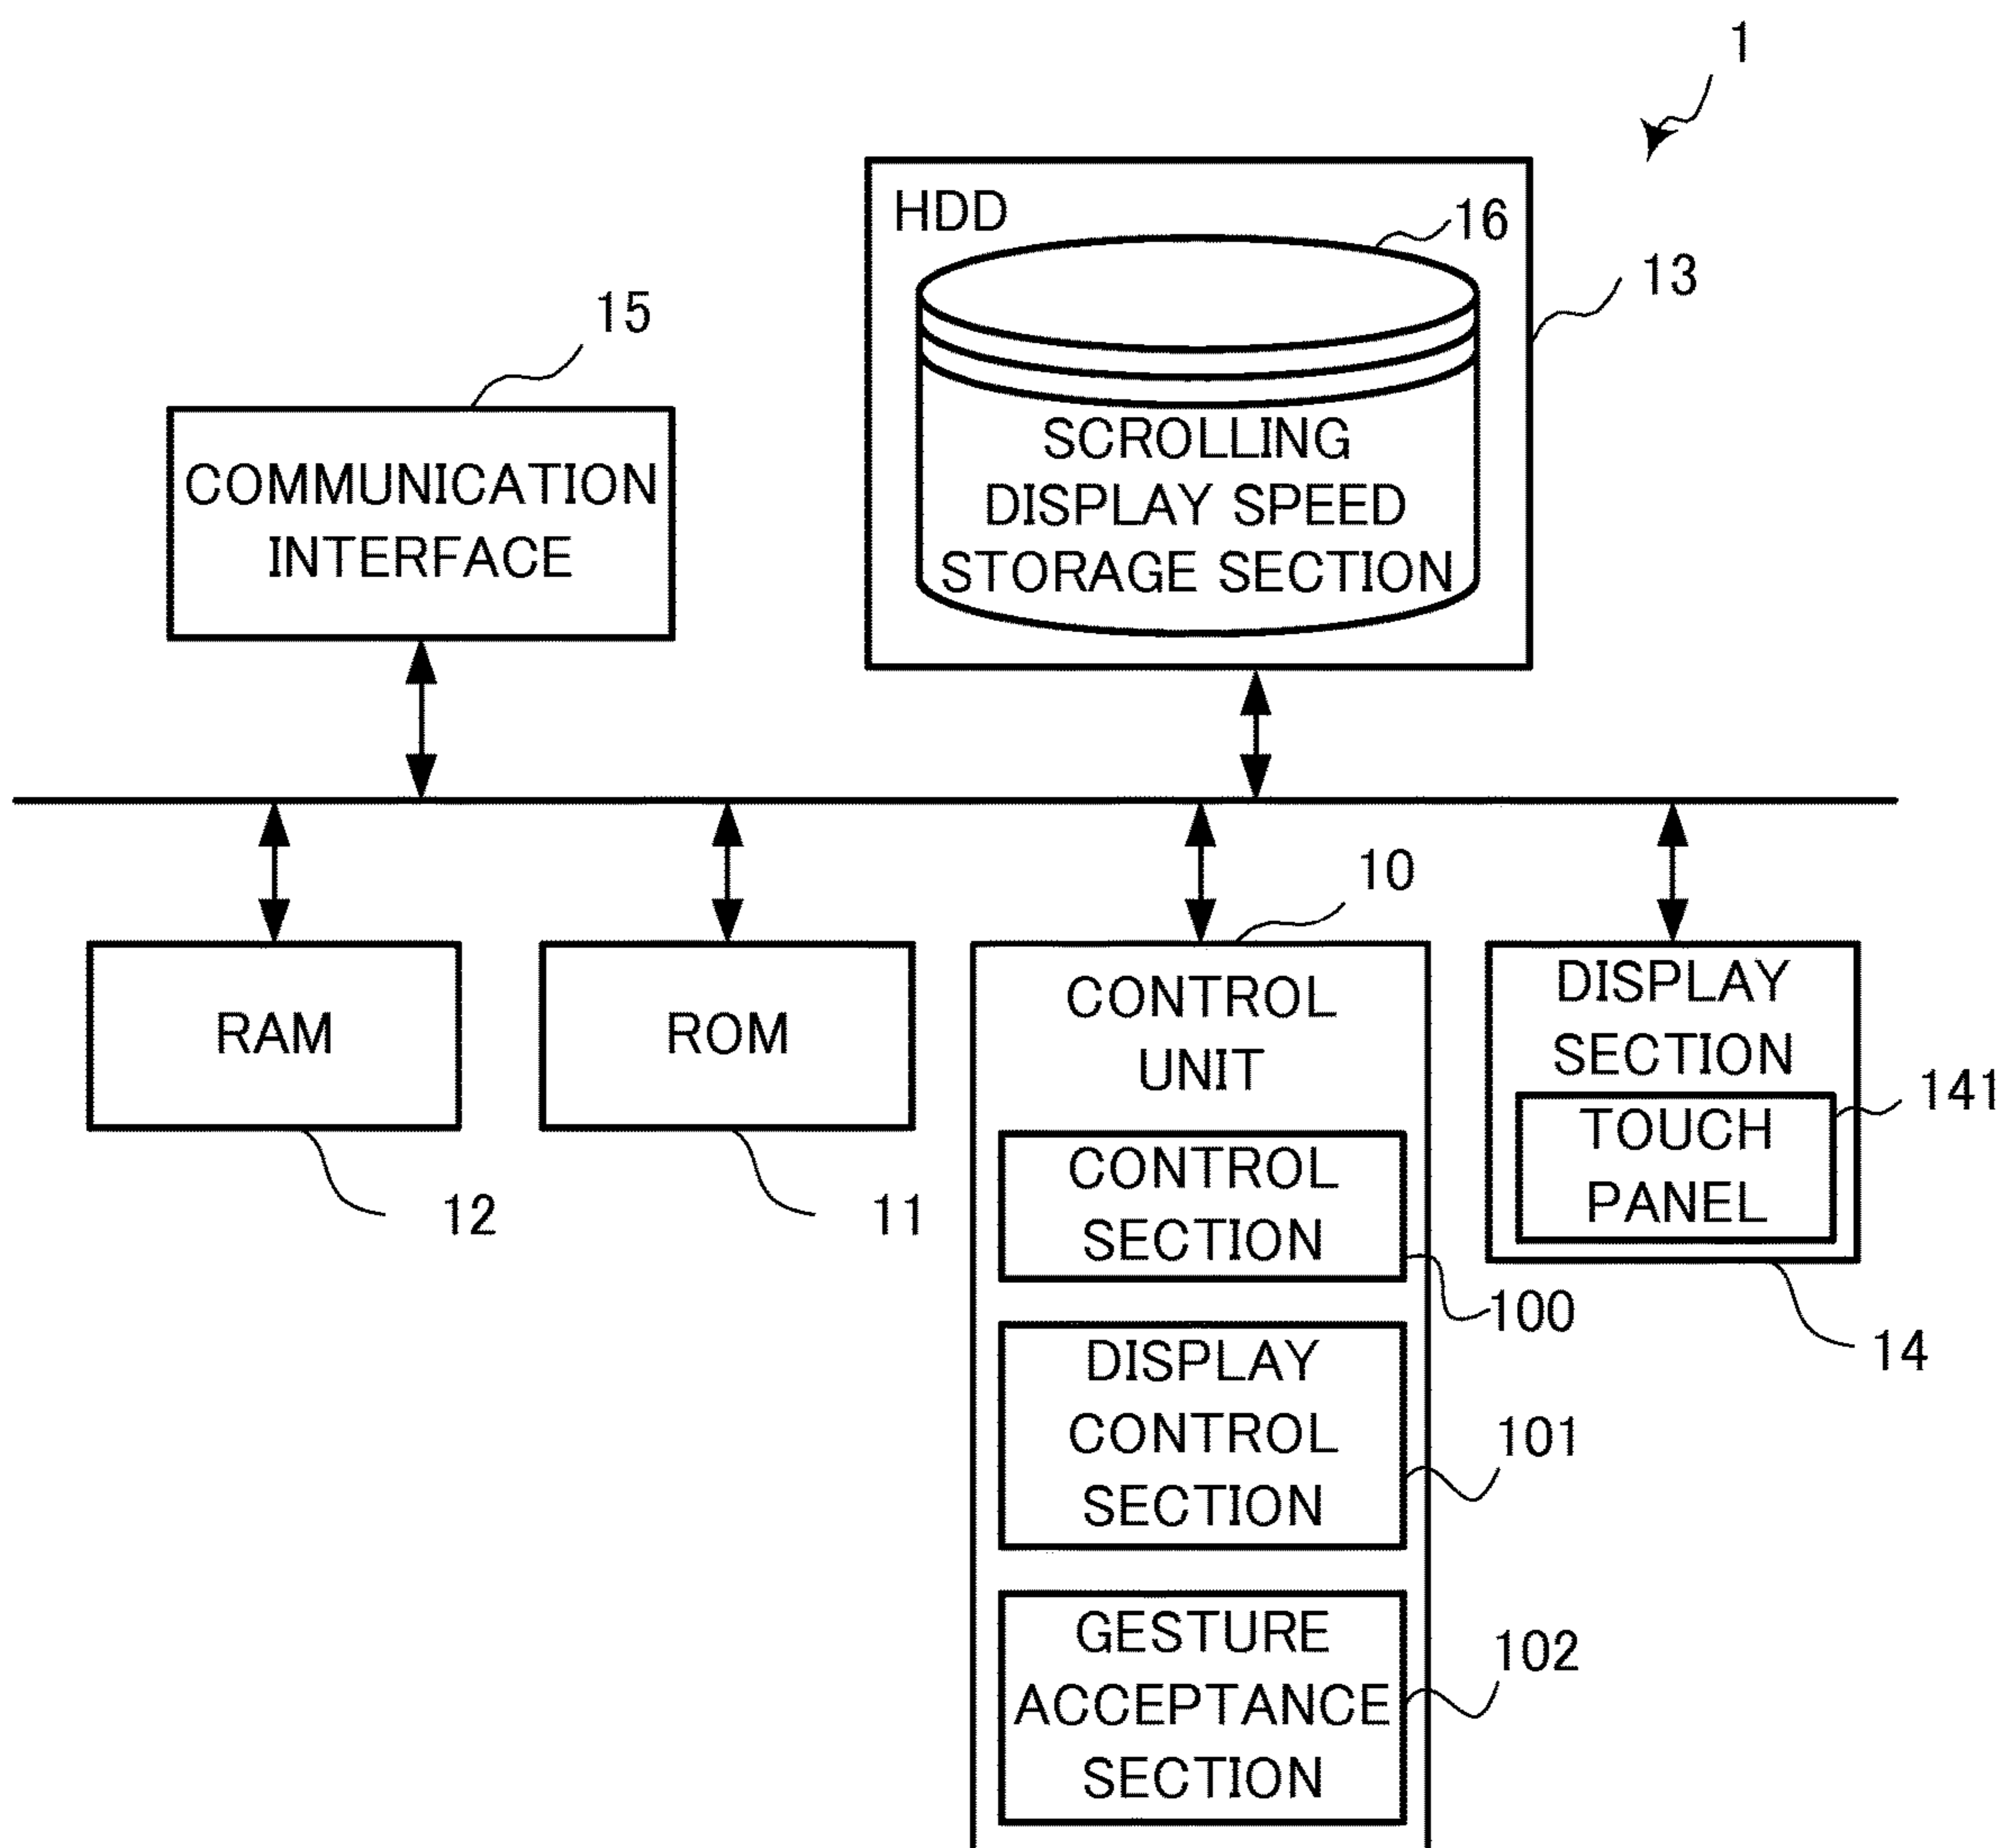 1
HDD
16
13
SCROLLING
DISPLAY SPEED
STORAGE SECTION
15
COMMUNICATION
INTERFACE
RAM
12
ROM
11
10
CONTROL
UNIT
CONTROL
SECTION
100
DISPLAY
CONTROL
SECTION
101
GESTURE
ACCEPTANCE
SECTION
102
DISPLAY
SECTION
TOUCH
PANEL
141
14